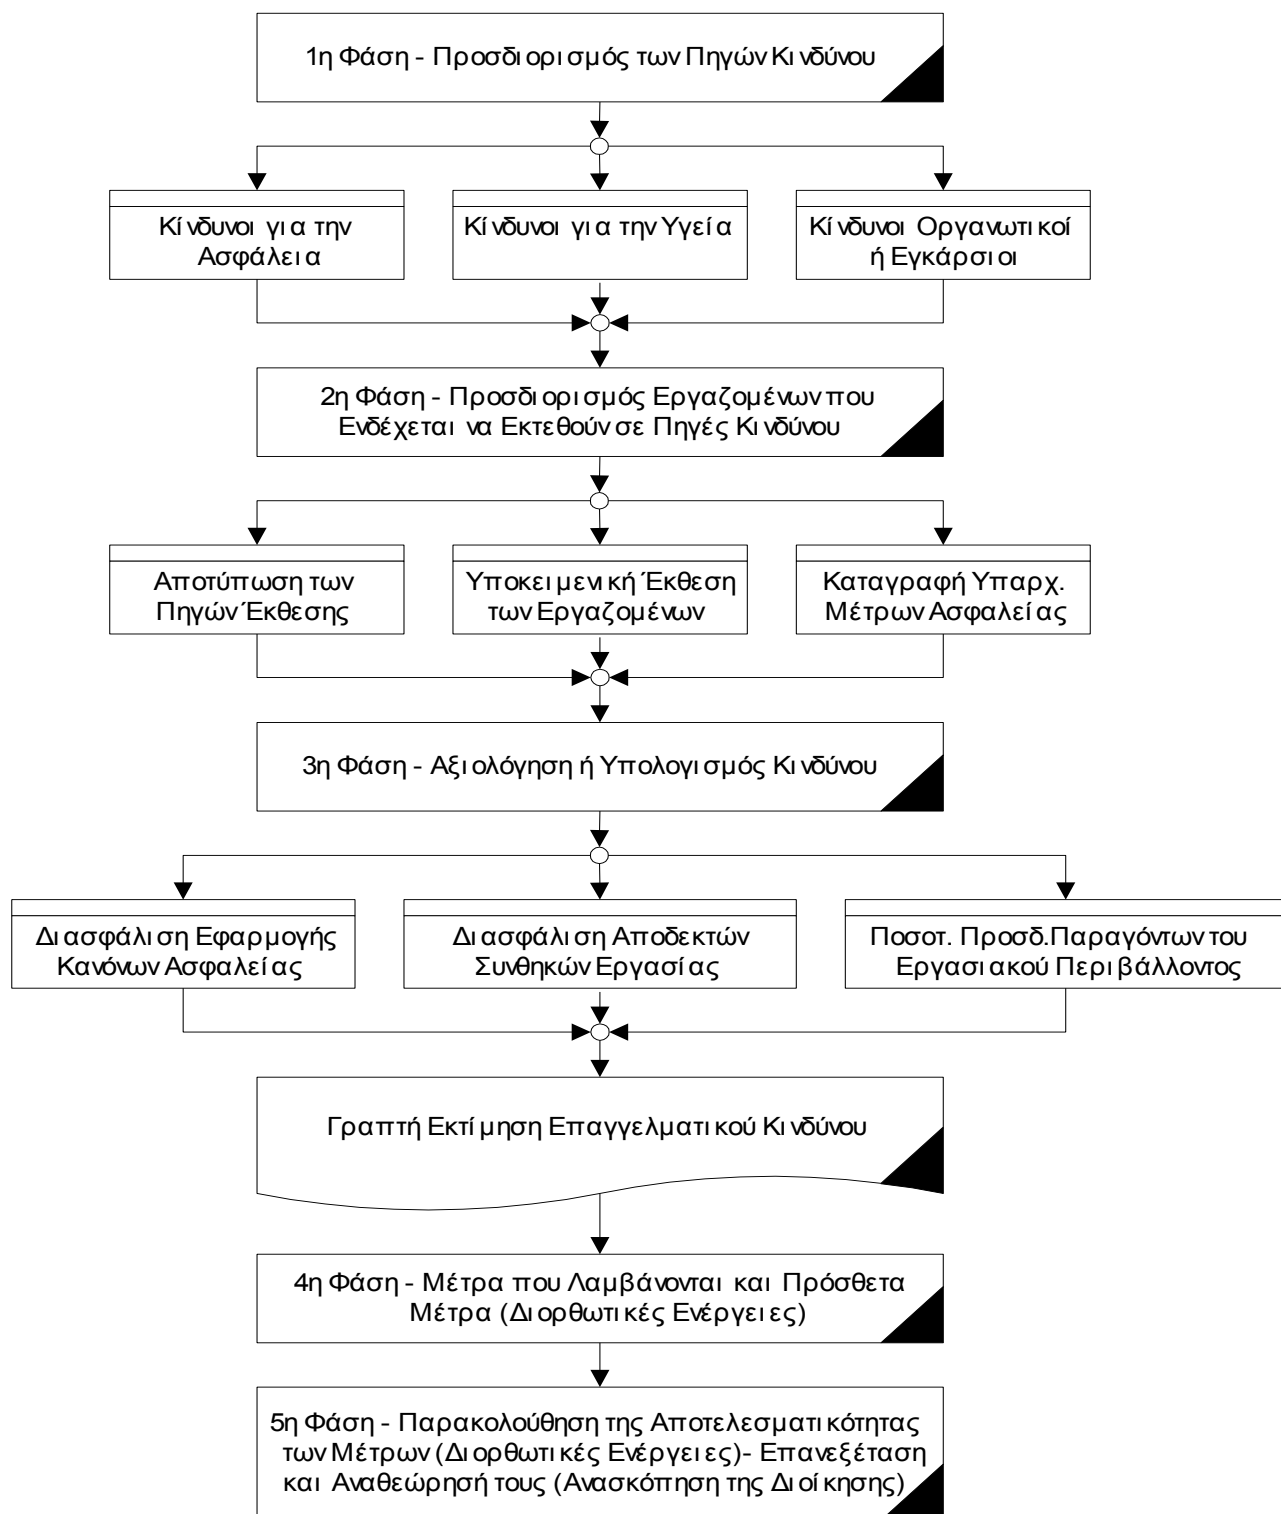 1η Φάση - Προσδιορισμός των Πηγών Κινδύνου
Κίνδυνοι για την
Ασφάλεια
Κίνδυνοι για την Υγεία
Κίνδυνοι Οργανωτικοί
ή Εγκάρσιοι
2η Φάση - Προσδιορισμός Εργαζομένων που
Ενδέχεται να Εκτεθούν σε Πηγές Κινδύνου
Αποτύπωση των
Πηγών Έκθεσης
Υποκειμενική Έκθεση
των Εργαζομένων
Καταγραφή Υπαρχ.
Μέτρων Ασφαλείας
3η Φάση - Αξιολόγηση ή Υπολογισμός Κινδύνου
Διασφάλιση Εφαρμογής
Κανόνων Ασφαλείας
Διασφάλιση Αποδεκτών
Συνθηκών Εργασίας
Ποσοτ. Προσδ.Παραγόντων του
Εργασιακού Περιβάλλοντος
Γραπτή Εκτίμηση Επαγγελματικού Κινδύνου
4η Φάση - Μέτρα που Λαμβάνονται και Πρόσθετα
Μέτρα (Διορθωτικές Ενέργειες)
5η Φάση - Παρακολούθηση της Αποτελεσματικότητας
των Μέτρων (Διορθωτικές Ενέργειες)- Επανεξέταση
και Αναθεώρησή τους (Ανασκόπηση της Διοίκησης)